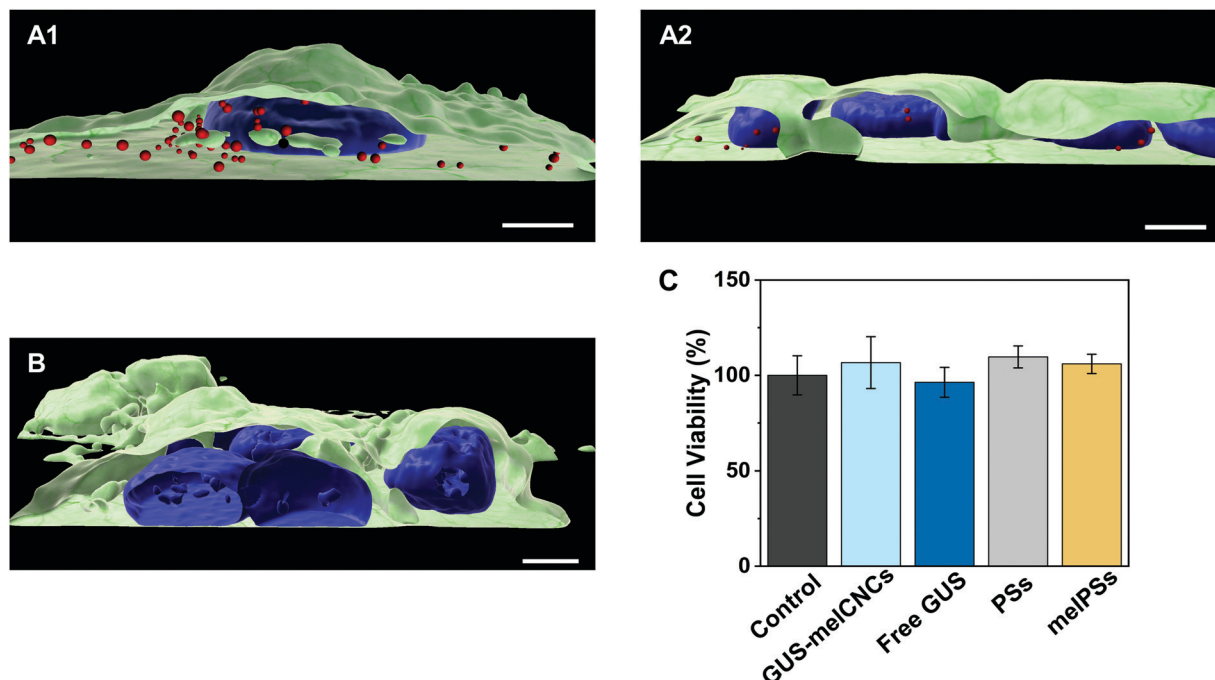 A1
A2
B
C
Cell Viability (%)
150
100
50
0
Control
GUS-melCNCs
Free GUS
PSs
melPSs